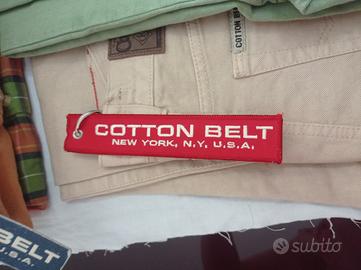 COTTON BELT
COTTON BELT
NEW YORK, N.Y, U.S.A.
BELT
U.S.A.
subito